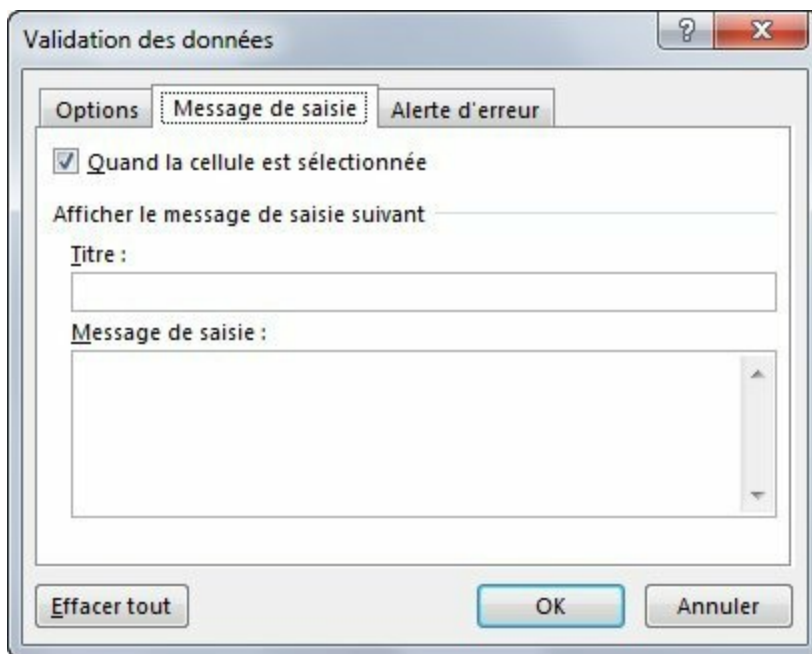 Validation des données
Options Message de saisie Alerte d'erreur
Quand la cellule est sélectionnée
Afficher le message de saisie suivant
Titre :
Message de saisie :
Effacer tout OK Annuler